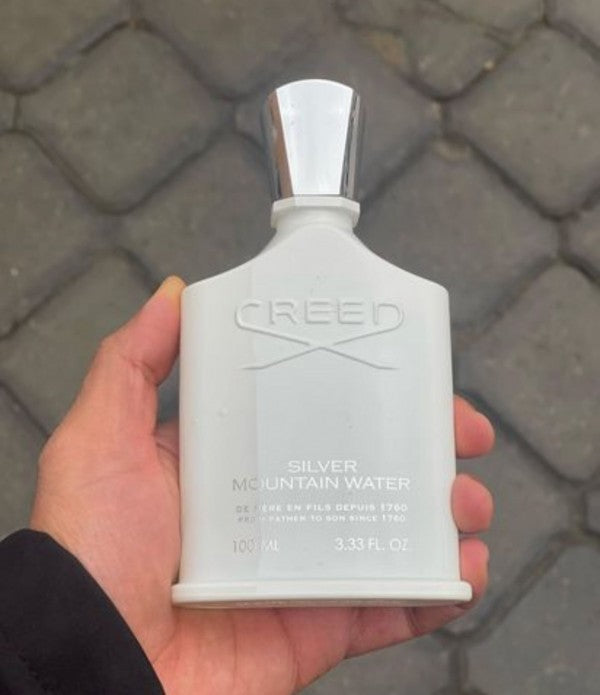 CREED
SILVER
MOUNTAIN WATER
DE PÈRE EN FILS DEPUIS 1760
FROM FATHER TO SON SINCE 1760
100 ML 3.33 FL. OZ.